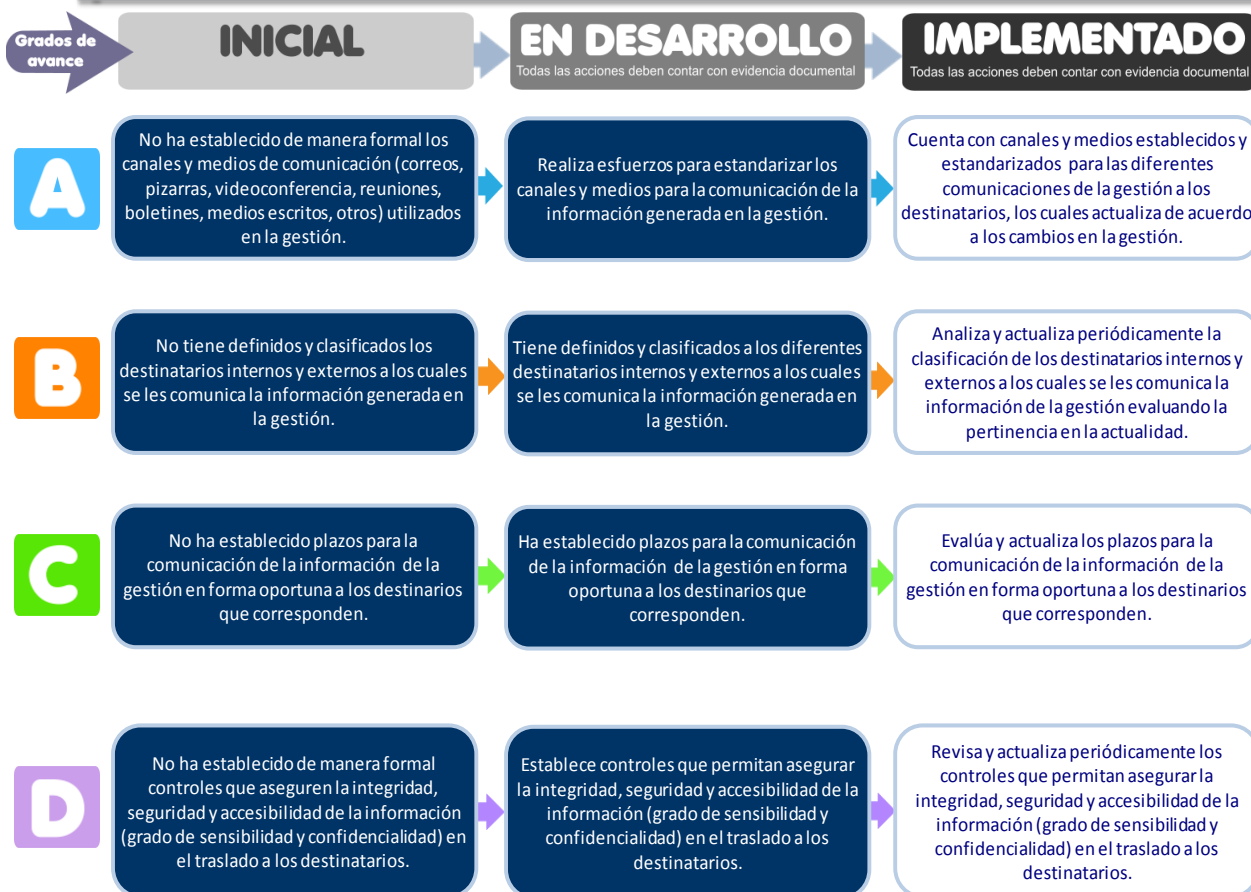 Grados de
avance
INICIAL
EN DESARROLLO
Todas las acciones deben contar con evidencia documental
IMPLEMENTADO
Todas las acciones deben contar con evidencia documental
A
No ha establecido de manera formal los
canales y medios de comunicación (correos,
pizarras, videoconferencia, reuniones,
boletines, medios escritos, otros) utilizados
en la gestión.
Realiza esfuerzos para estandarizar los
canales y medios para la comunicación de la
información generada en la gestión.
Cuenta con canales y medios establecidos y
estandarizados para las diferentes
comunicaciones de la gestión a los
destinatarios, los cuales actualiza de acuerdo
a los cambios en la gestión.
B
No tiene definidos y clasificados los
destinatarios internos y externos a los cuales
se les comunica la información generada en
la gestión.
Tiene definidos y clasificados a los diferentes
destinatarios internos y externos a los cuales
se les comunica la información generada en
la gestión.
Analiza y actualiza periódicamente la
clasificación de los destinatarios internos y
externos a los cuales se les comunica la
información de la gestión evaluando la
pertinencia en la actualidad.
C
No ha establecido plazos para la
comunicación de la información de la
gestión en forma oportuna a los destinarios
que corresponden.
Ha establecido plazos para la comunicación
de la información de la gestión en forma
oportuna a los destinarios que
corresponden.
Evalúa y actualiza los plazos para la
comunicación de la información de la
gestión en forma oportuna a los destinarios
que corresponden.
D
No ha establecido de manera formal
controles que aseguren la integridad,
seguridad y accesibilidad de la información
(grado de sensibilidad y confidencialidad) en
el traslado a los destinatarios.
Establece controles que permitan asegurar
la integridad, seguridad y accesibilidad de la
información (grado de sensibilidad y
confidencialidad) en el traslado a los
destinatarios.
Revisa y actualiza periódicamente los
controles que permitan asegurar la
integridad, seguridad y accesibilidad de la
información (grado de sensibilidad y
confidencialidad) en el traslado a los
destinatarios.